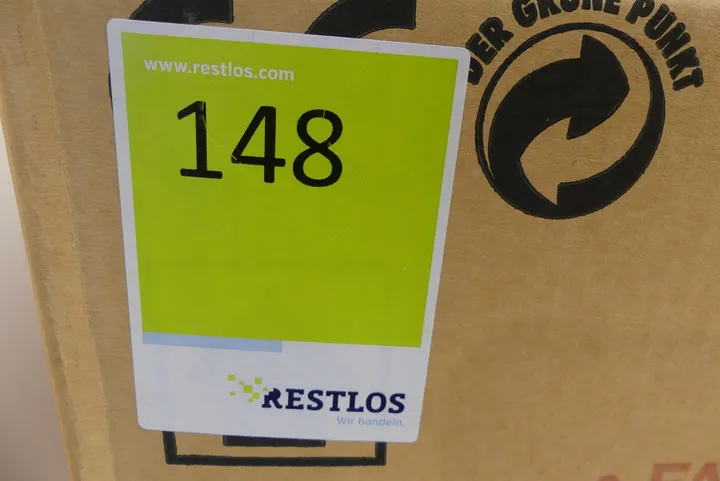 DER GRÜNE PUNKT
www.restlos.com
148
RESTLOS
Wir handeln.